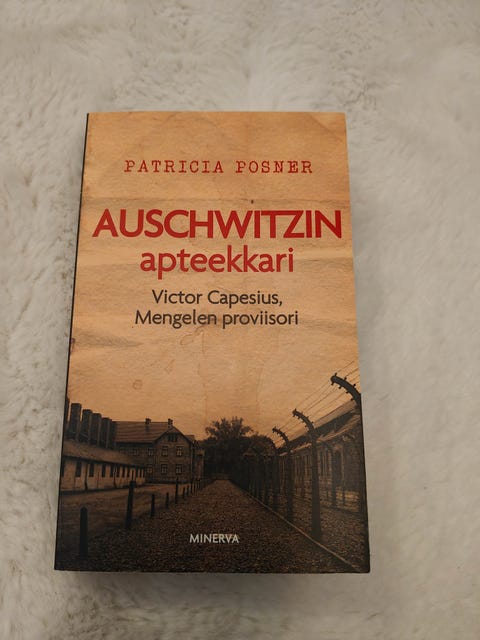 PATRICIA POSNER
AUSCHWITZIN
apteekkari
Victor Capesius,
Mengelen proviisori
MINERVA